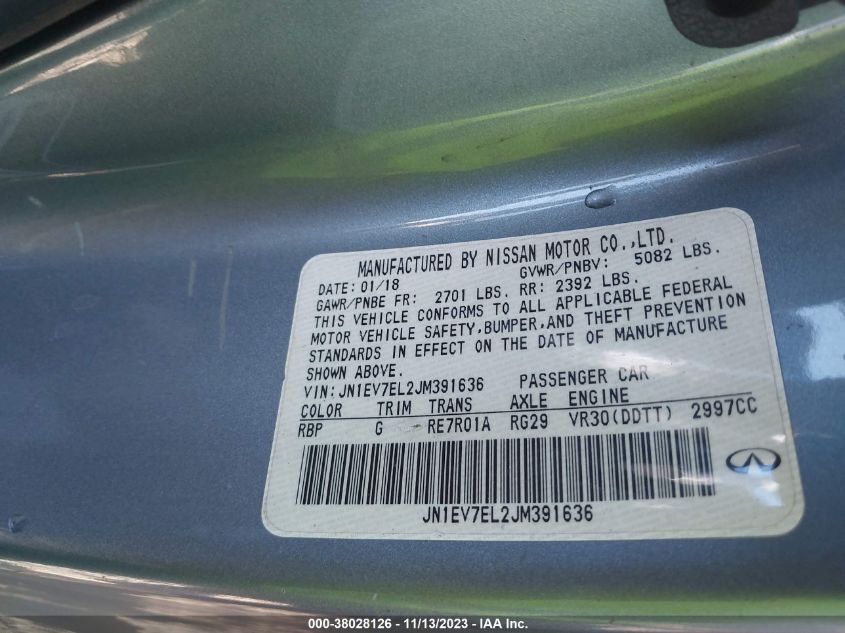 MANUFACTURED BY NISSAN MOTOR CO.,LTD.
DATE: 01/18 GVWR/PNBV: 5082 LBS.
GAWR/PNBE FR: 2701 LBS. RR: 2392 LBS.
THIS VEHICLE CONFORMS TO ALL APPLICABLE FEDERAL
MOTOR VEHICLE SAFETY,BUMPER,AND THEFT PREVENTION
STANDARDS IN EFFECT ON THE DATE OF MANUFACTURE
SHOWN ABOVE.
VIN:JN1EV7EL2JM391636 PASSENGER CAR
COLOR TRIM TRANS AXLE ENGINE
RBP G RE7R01A RG29 VR30(DDTT) 2997CC
JN1EV7EL2JM391636
000-38028126 - 11/13/2023 - IAA Inc.